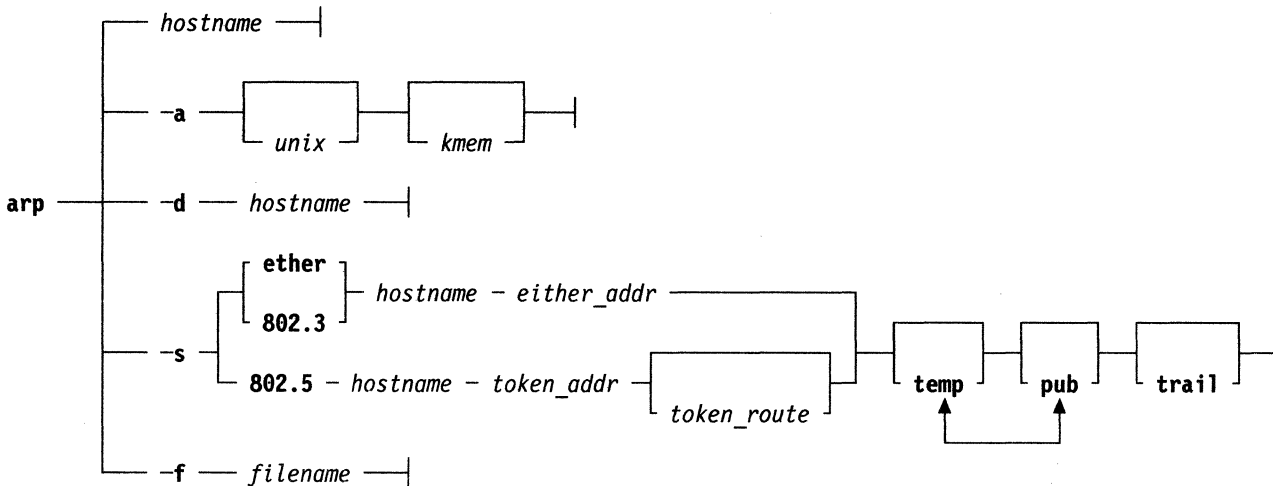 hostname
-a unix kmem
arp -d hostname
ether
hostname - either_addr
802.3
-s
802.5 - hostname - token_addr
token_route
temp pub trail
-f filename